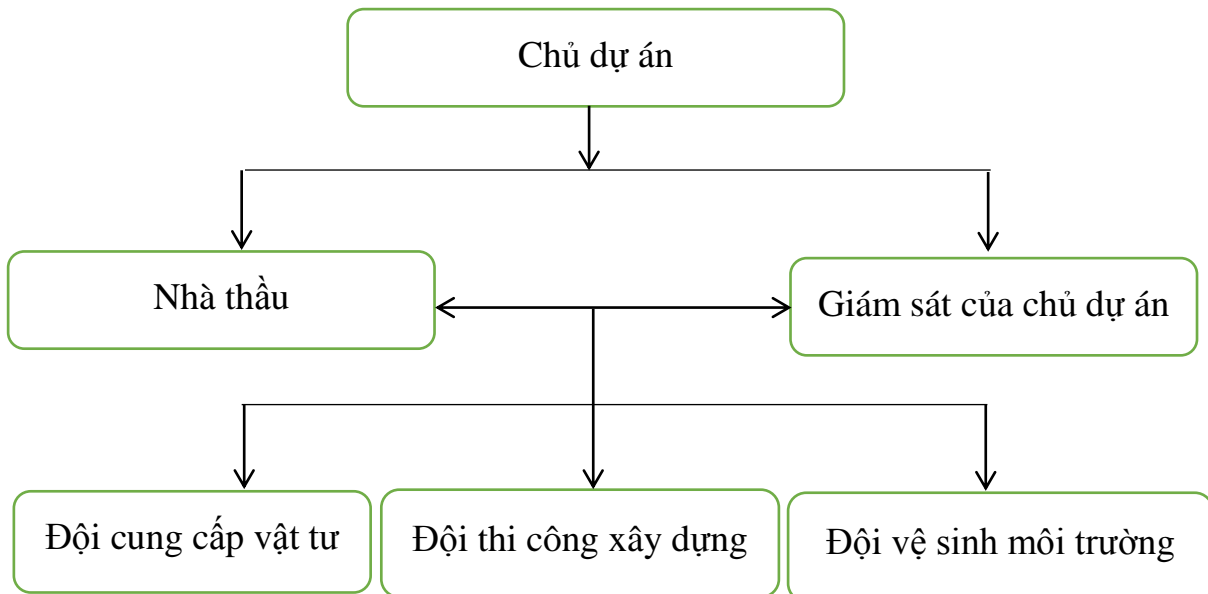 Chủ dự án
Nhà thầu
Giám sát của chủ dự án
Đội cung cấp vật tư
Đội thi công xây dựng
Đội vệ sinh môi trường